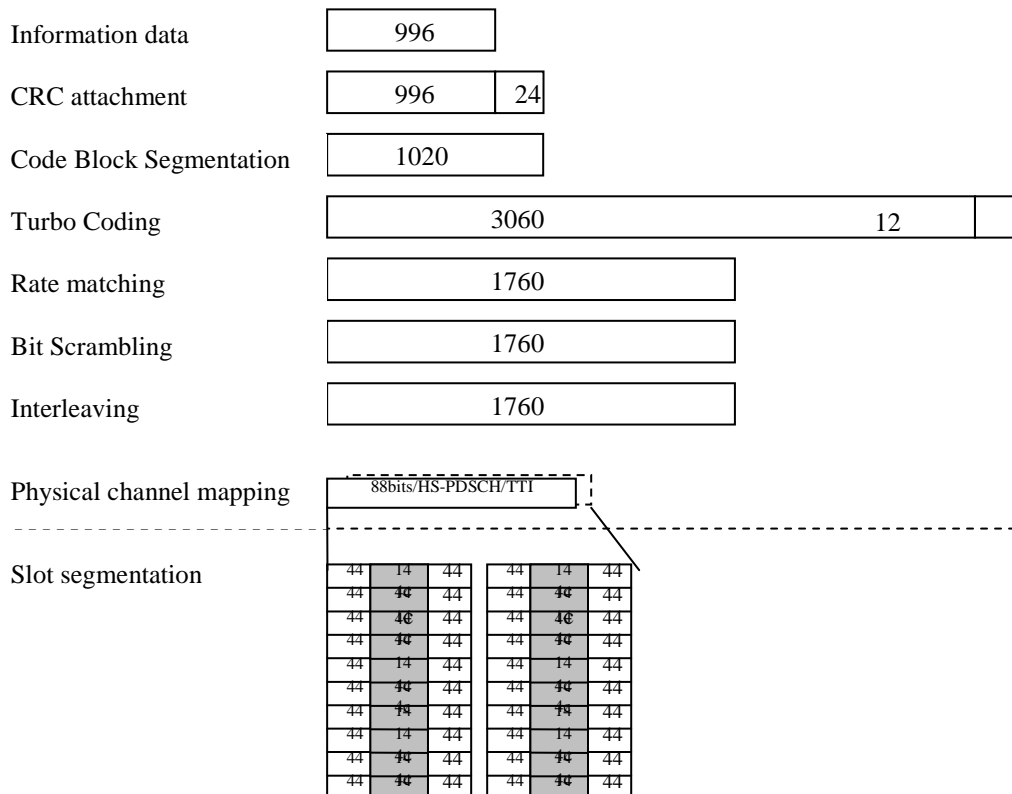 Information data 996
CRC attachment 996 24
Code Block Segmentation 1020
Turbo Coding 3060 12
Rate matching 1760
Bit Scrambling 1760
Interleaving 1760
Physical channel mapping 88bits/HS-PDSCH/TTI
Slot segmentation
44 14 44 44 14 44
44 44 44 44
44 44 44 44
44 44 44 44
44 14 44 44 14 44
44 44 44 44
44 14 44 44 14 44
44 14 44 44 14 44
44 44 44 44
44 44 44 44